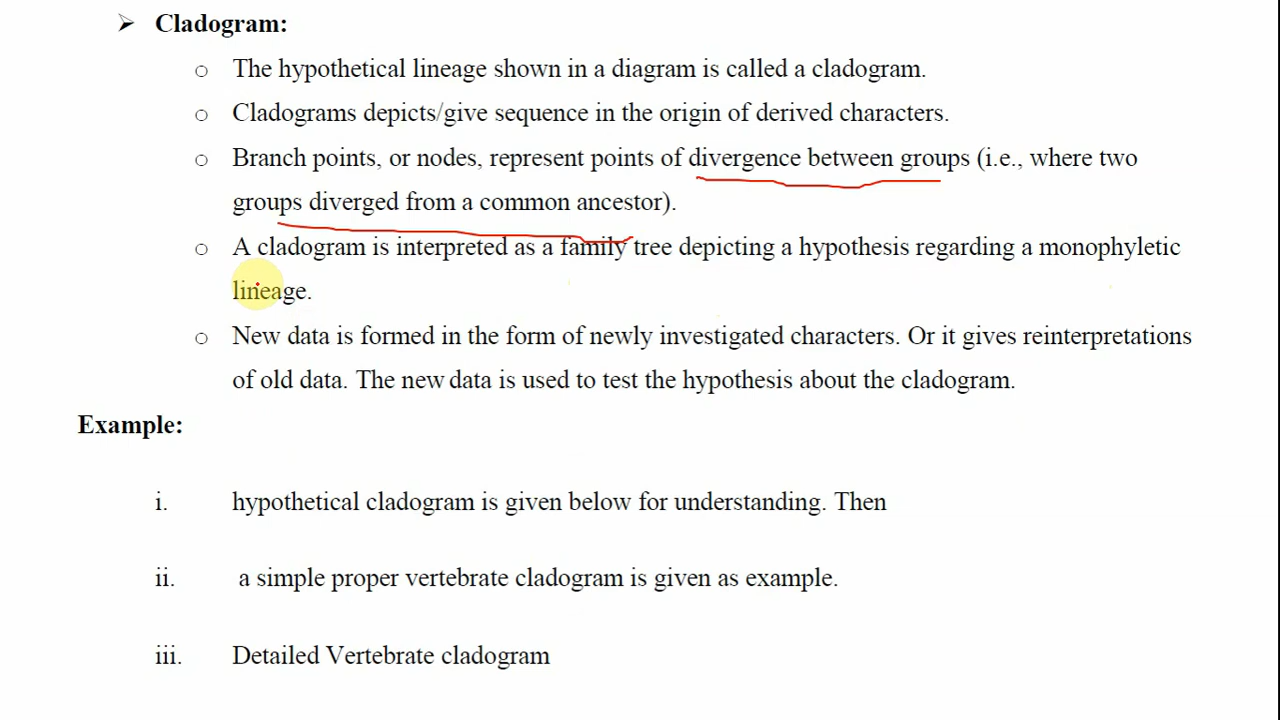 ➢ Cladogram:
o The hypothetical lineage shown in a diagram is called a cladogram.
o Cladograms depicts/give sequence in the origin of derived characters.
o Branch points, or nodes, represent points of divergence between groups (i.e., where two
groups diverged from a common ancestor).
o A cladogram is interpreted as a family tree depicting a hypothesis regarding a monophyletic
lineage.
o New data is formed in the form of newly investigated characters. Or it gives reinterpretations
of old data. The new data is used to test the hypothesis about the cladogram.
Example:
i. hypothetical cladogram is given below for understanding. Then
ii. a simple proper vertebrate cladogram is given as example.
iii. Detailed Vertebrate cladogram